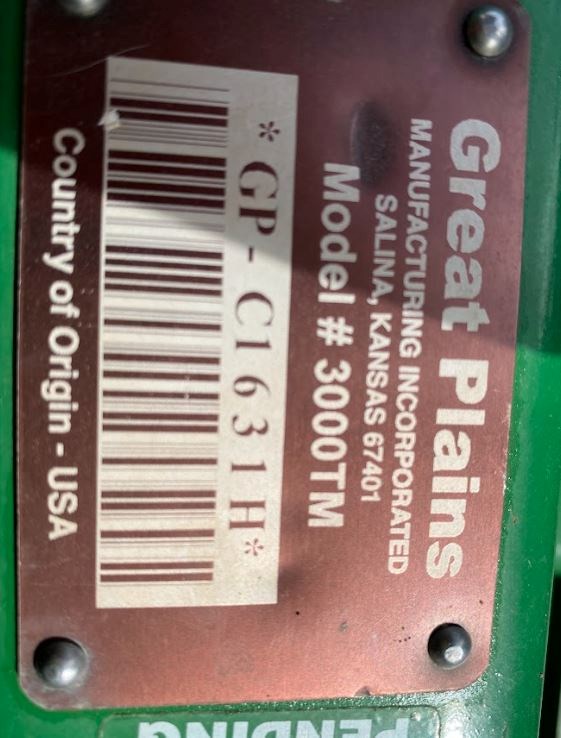 Great Plains
MANUFACTURING INCORPORATED
SALINA, KANSAS 67401
Model # 3000TM
*GP-C1631H*
Country of Origin - USA
PENDING